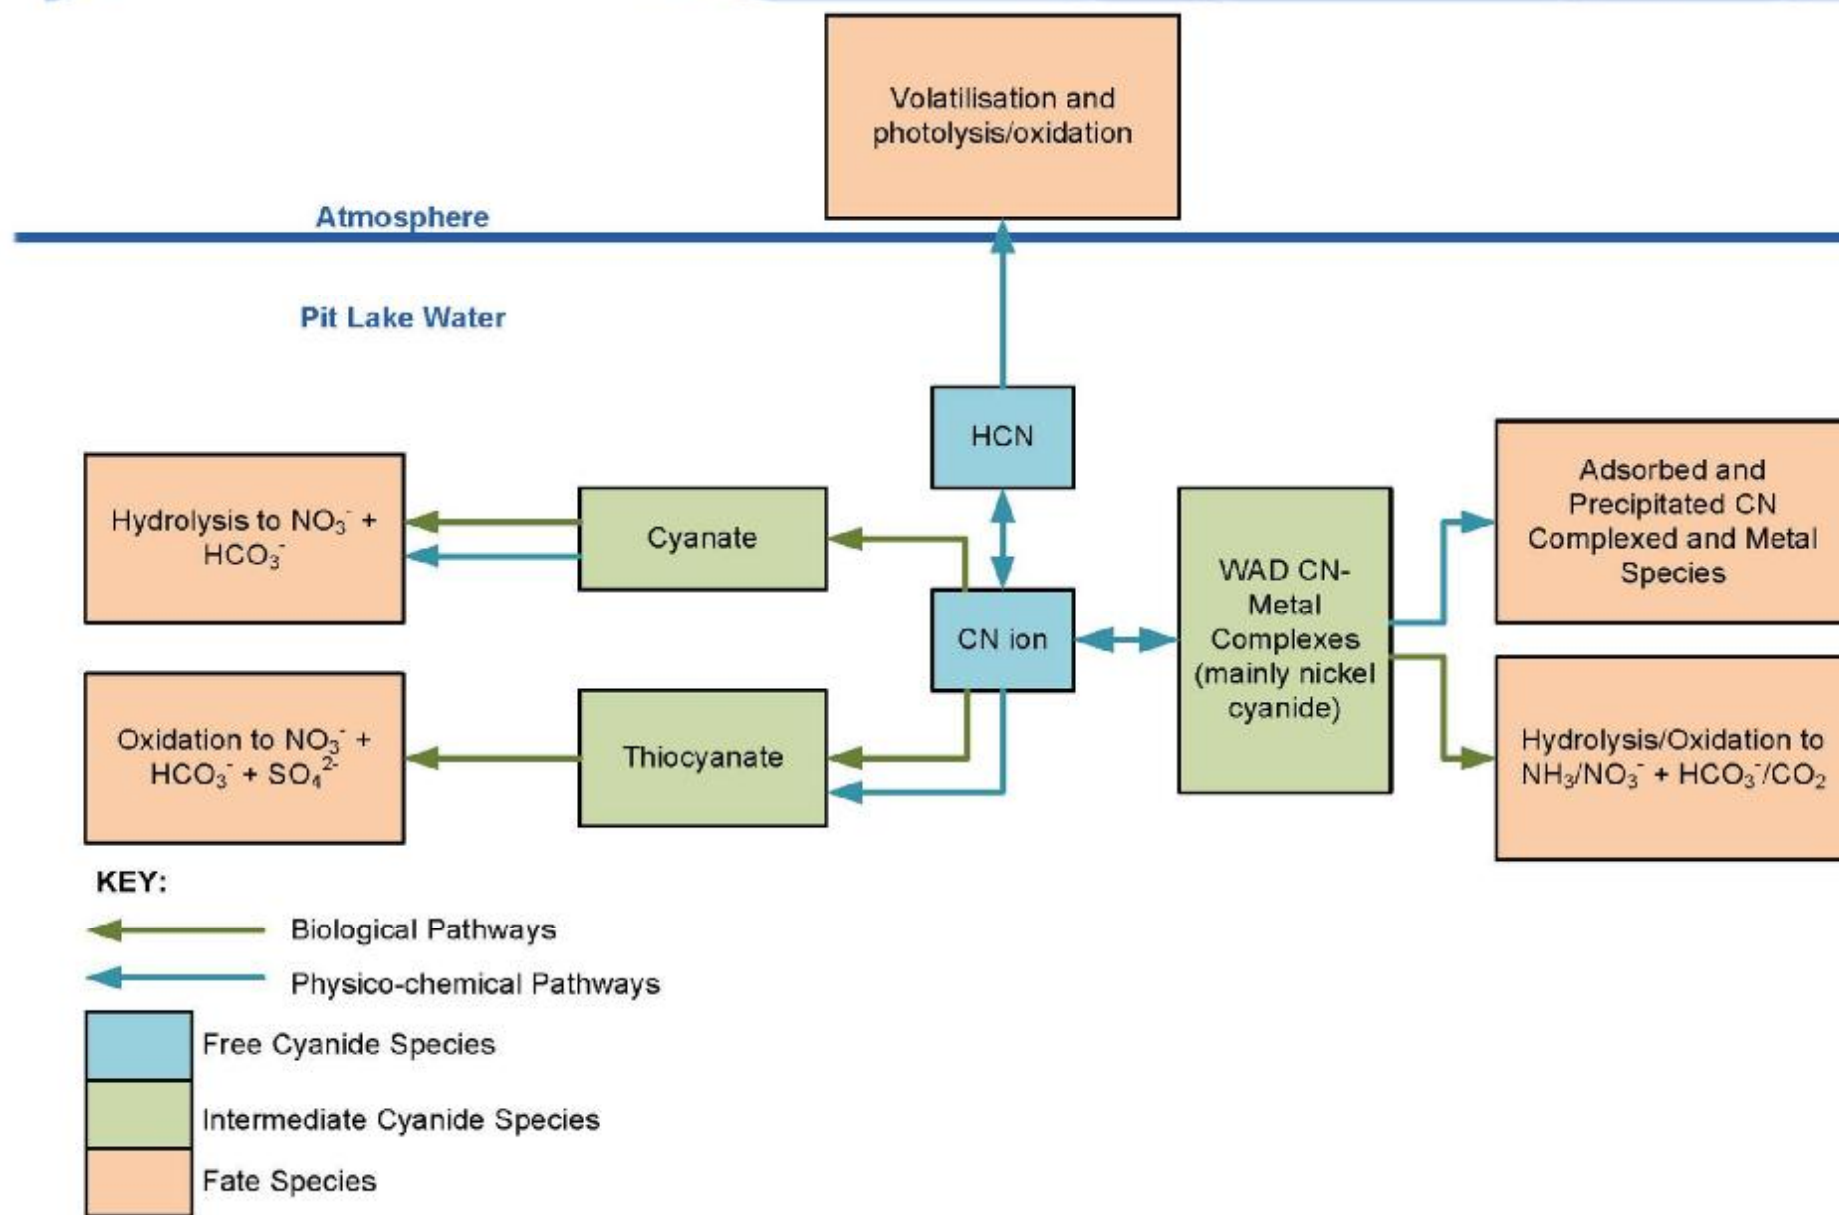 Volatilisation and
photolysis/oxidation
Atmosphere
Pit Lake Water
HCN
Hydrolysis to NO₃⁻ +
HCO₃⁻
Cyanate
CN ion
WAD CN-
Metal
Complexes
(mainly nickel
cyanide)
Adsorbed and
Precipitated CN
Complexed and Metal
Species
Oxidation to NO₃⁻ +
HCO₃⁻ + SO₄²⁻
Thiocyanate
Hydrolysis/Oxidation to
NH₃/NO₃⁻ + HCO₃⁻/CO₂
KEY:
Biological Pathways
Physico-chemical Pathways
Free Cyanide Species
Intermediate Cyanide Species
Fate Species